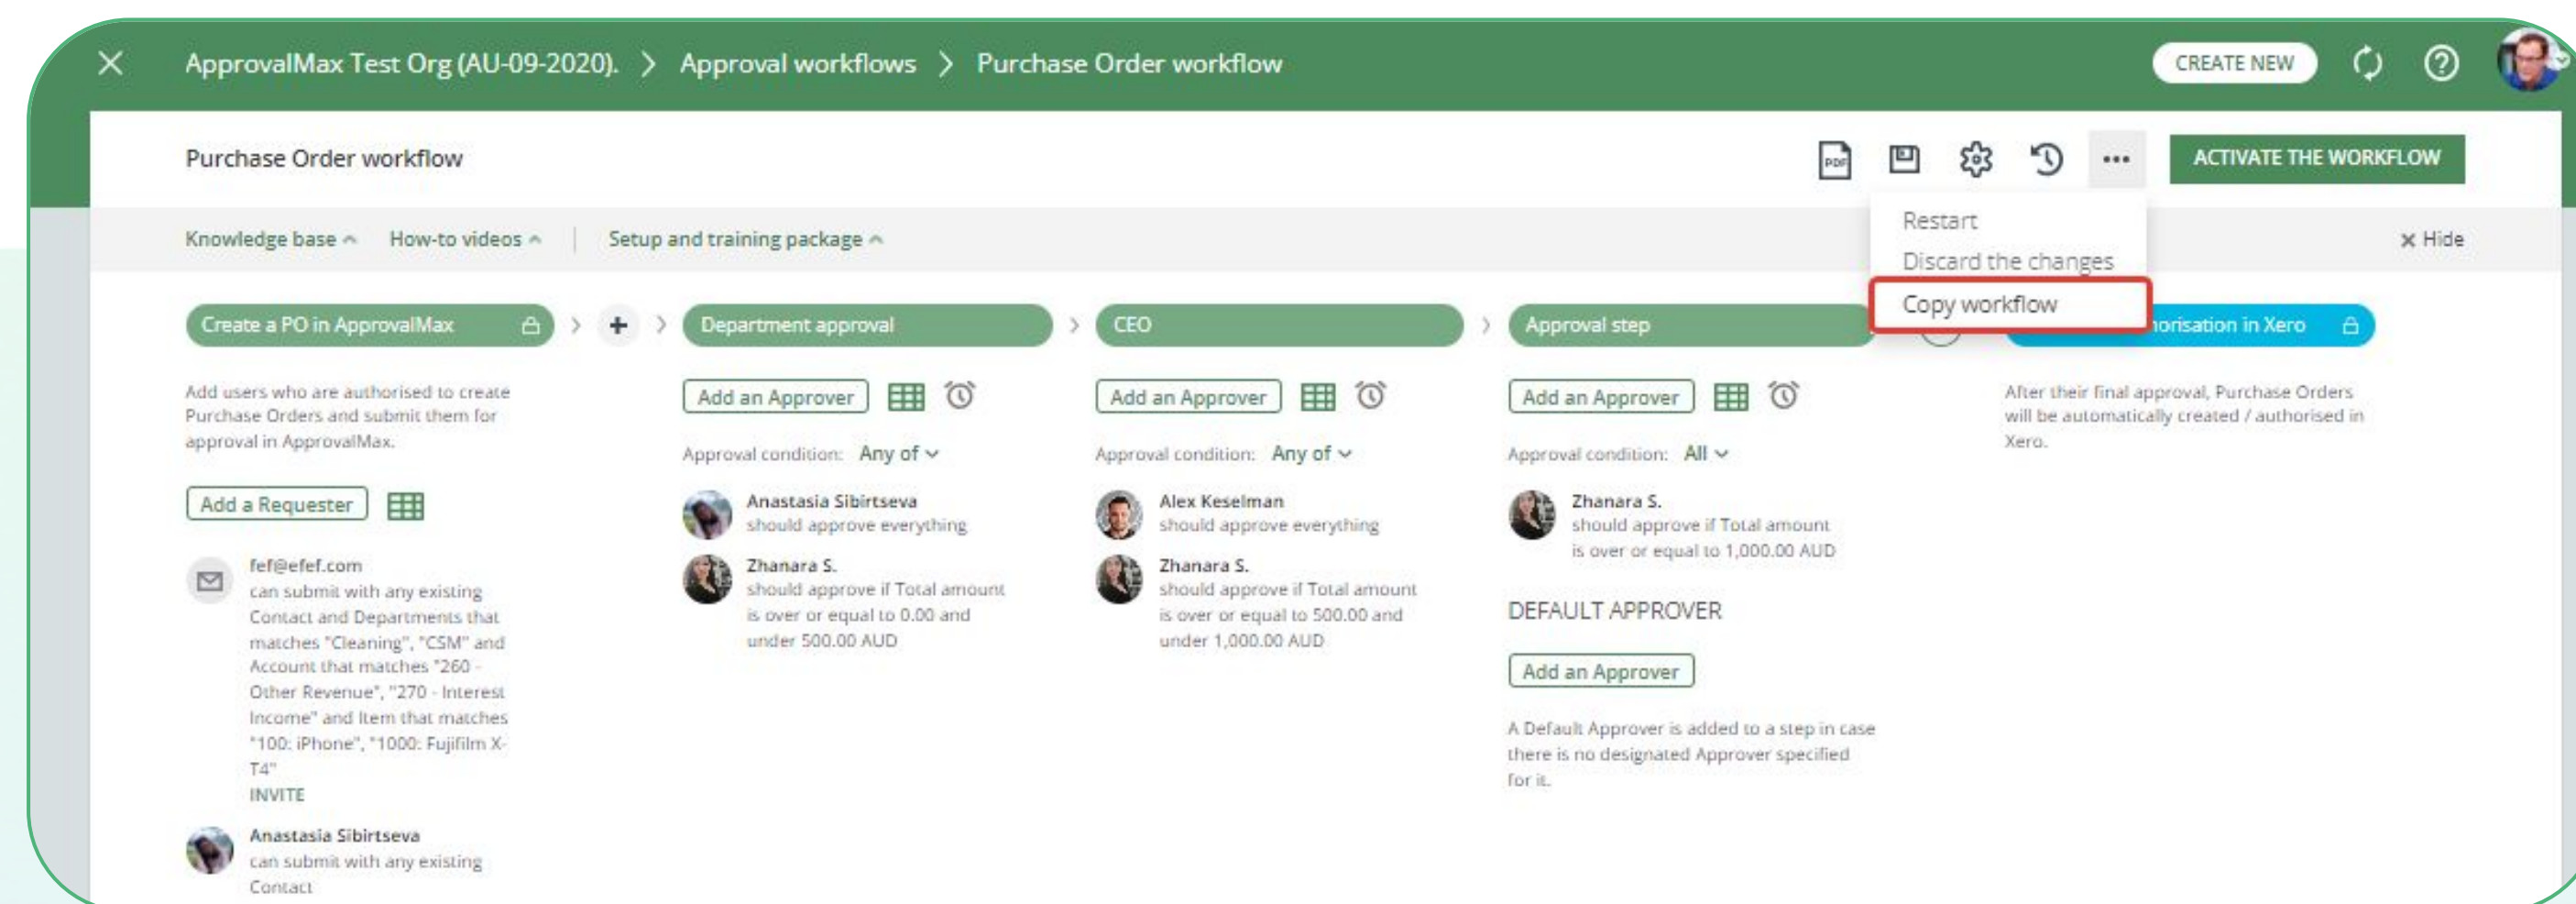 ApprovalMax Test Org (AU-09-2020). > Approval workflows > Purchase Order workflow
CREATE NEW
Purchase Order workflow
PDF
ACTIVATE THE WORKFLOW
Knowledge base
How-to videos
Setup and training package
Hide
Restart
Discard the changes
Copy workflow
Create a PO in ApprovalMax
Add users who are authorised to create
Purchase Orders and submit them for
approval in ApprovalMax.
Add a Requester
fef@efef.com
can submit with any existing
Contact and Departments that
matches "Cleaning", "CSM" and
Account that matches "260 -
Other Revenue", "270 - Interest
Income" and Item that matches
"100: iPhone", "1000: Fujifilm X-
T4"
INVITE
Anastasia Sibirtseva
can submit with any existing
Contact
Department approval
Add an Approver
Approval condition: Any of
Anastasia Sibirtseva
should approve everything
Zhanara S.
should approve if Total amount
is over or equal to 0.00 and
under 500.00 AUD
CEO
Add an Approver
Approval condition: Any of
Alex Keselman
should approve everything
Zhanara S.
should approve if Total amount
is over or equal to 500.00 and
under 1,000.00 AUD
Approval step
Add an Approver
Approval condition: All
Zhanara S.
should approve if Total amount
is over or equal to 1,000.00 AUD
DEFAULT APPROVER
Add an Approver
A Default Approver is added to a step in case
there is no designated Approver specified
for it.
in Xero
After their final approval, Purchase Orders
will be automatically created / authorised in
Xero.